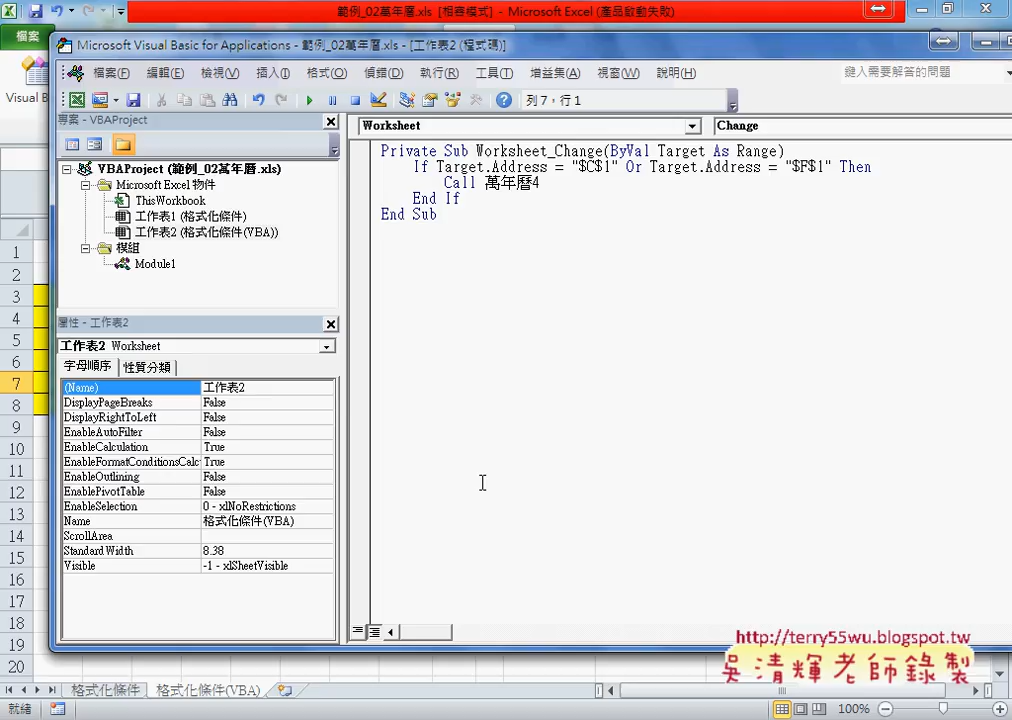 範例_02萬年曆.xls [相容模式] - Microsoft Excel (產品啟動失敗)
檔案
Visual B
Microsoft Visual Basic for Applications - 範例_02萬年曆.xls - [工作表2 (程式碼)]
檔案(F) 編輯(E) 檢視(V) 插入(I) 格式(O) 偵錯(D) 執行(R) 工具(T) 增益集(A) 視窗(W) 說明(H) 鍵入需要解答的問題
列 7, 行 1
專案 - VBAProject
VBAProject (範例_02萬年曆.xls)
Microsoft Excel 物件
ThisWorkbook
工作表1 (格式化條件)
工作表2 (格式化條件(VBA))
模組
Module1
屬性 - 工作表2
工作表2 Worksheet
字母順序 性質分類
(Name) 工作表2
DisplayPageBreaks False
DisplayRightToLeft False
EnableAutoFilter False
EnableCalculation True
EnableFormatConditionsCalc True
EnableOutlining False
EnablePivotTable False
EnableSelection 0 - xlNoRestrictions
Name 格式化條件(VBA)
ScrollArea
StandardWidth 8.38
Visible -1 - xlSheetVisible
Worksheet Change
Private Sub Worksheet_Change(ByVal Target As Range)
If Target.Address = "$C$1" Or Target.Address = "$F$1" Then
Call 萬年曆4
End If
End Sub
1
2
3
4
5
6
7
8
9
10
11
12
13
14
15
16
17
18
19
20
http://terry55wu.blogspot.tw
吳清輝老師錄製
格式化條件 格式化條件(VBA)
就緒 100%